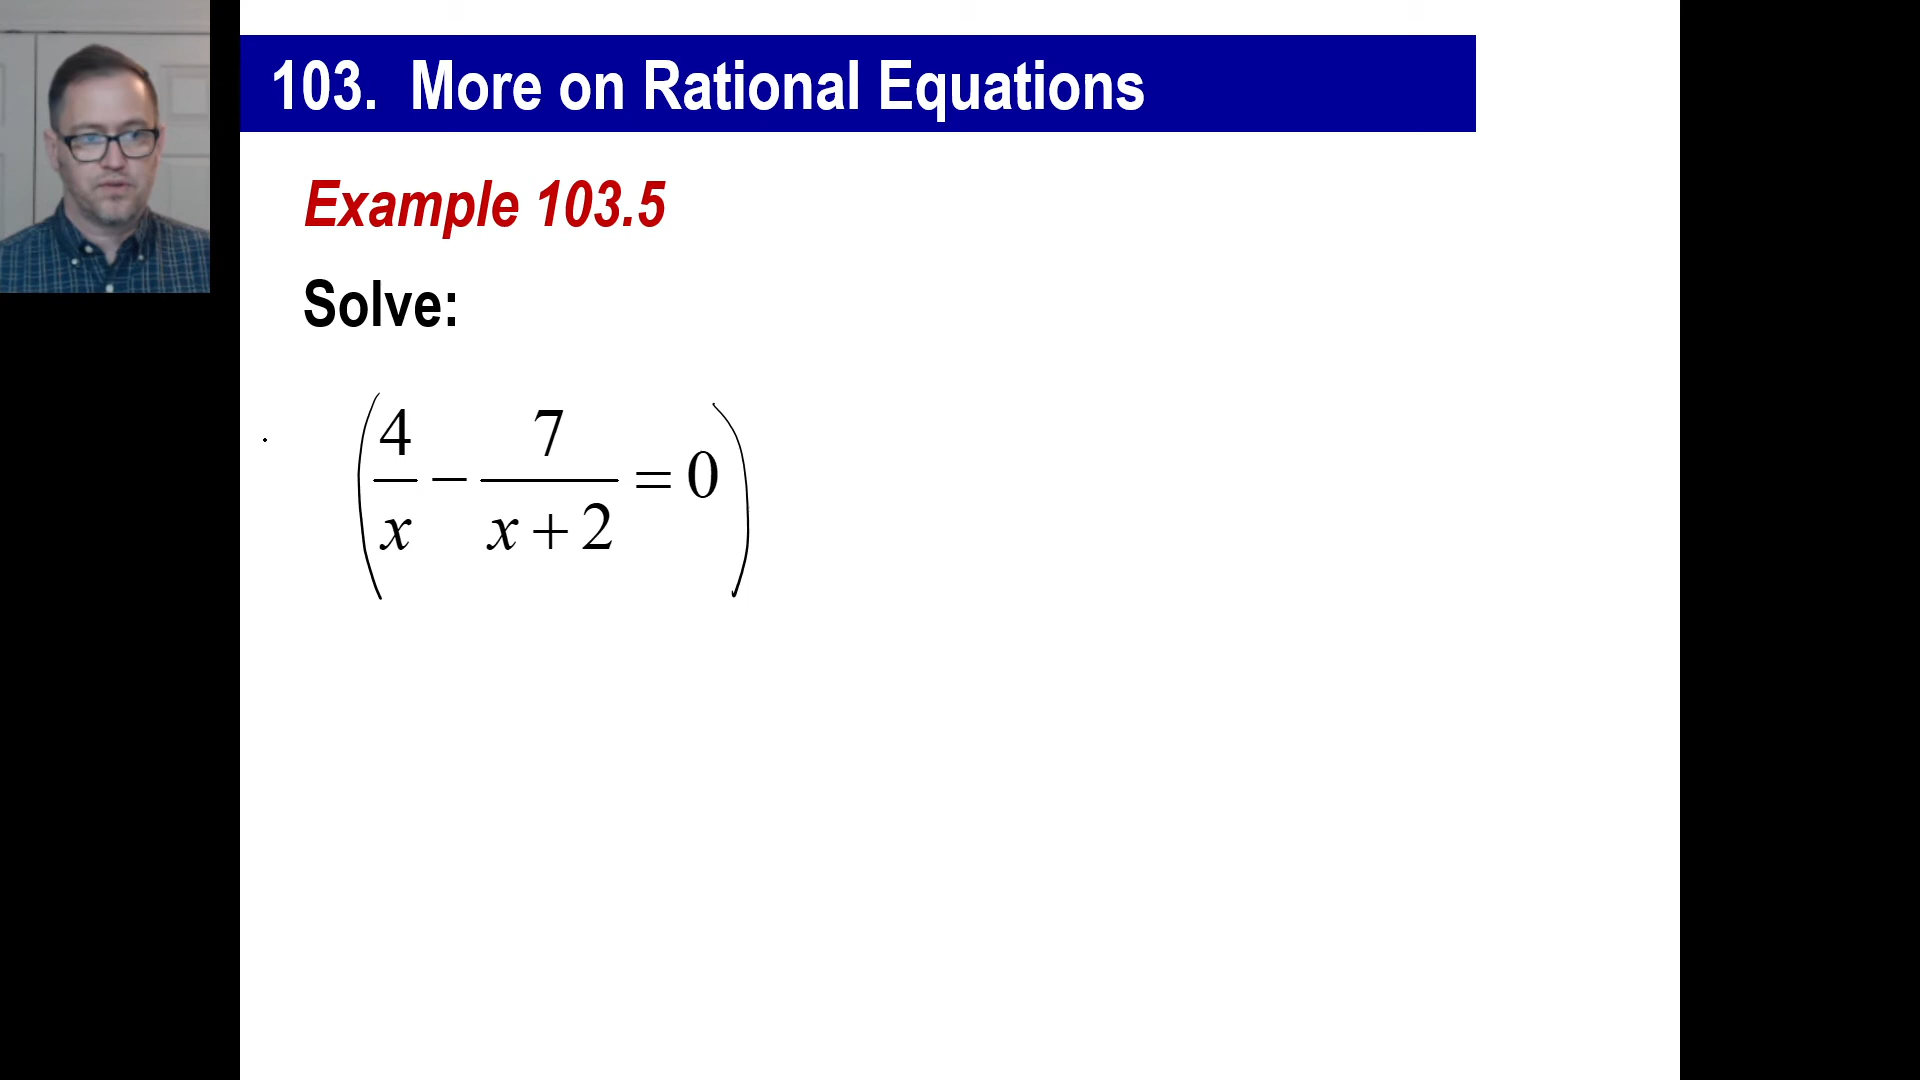 103. More on Rational Equations
Example 103.5
Solve:
(4/x − 7/(x + 2) = 0)